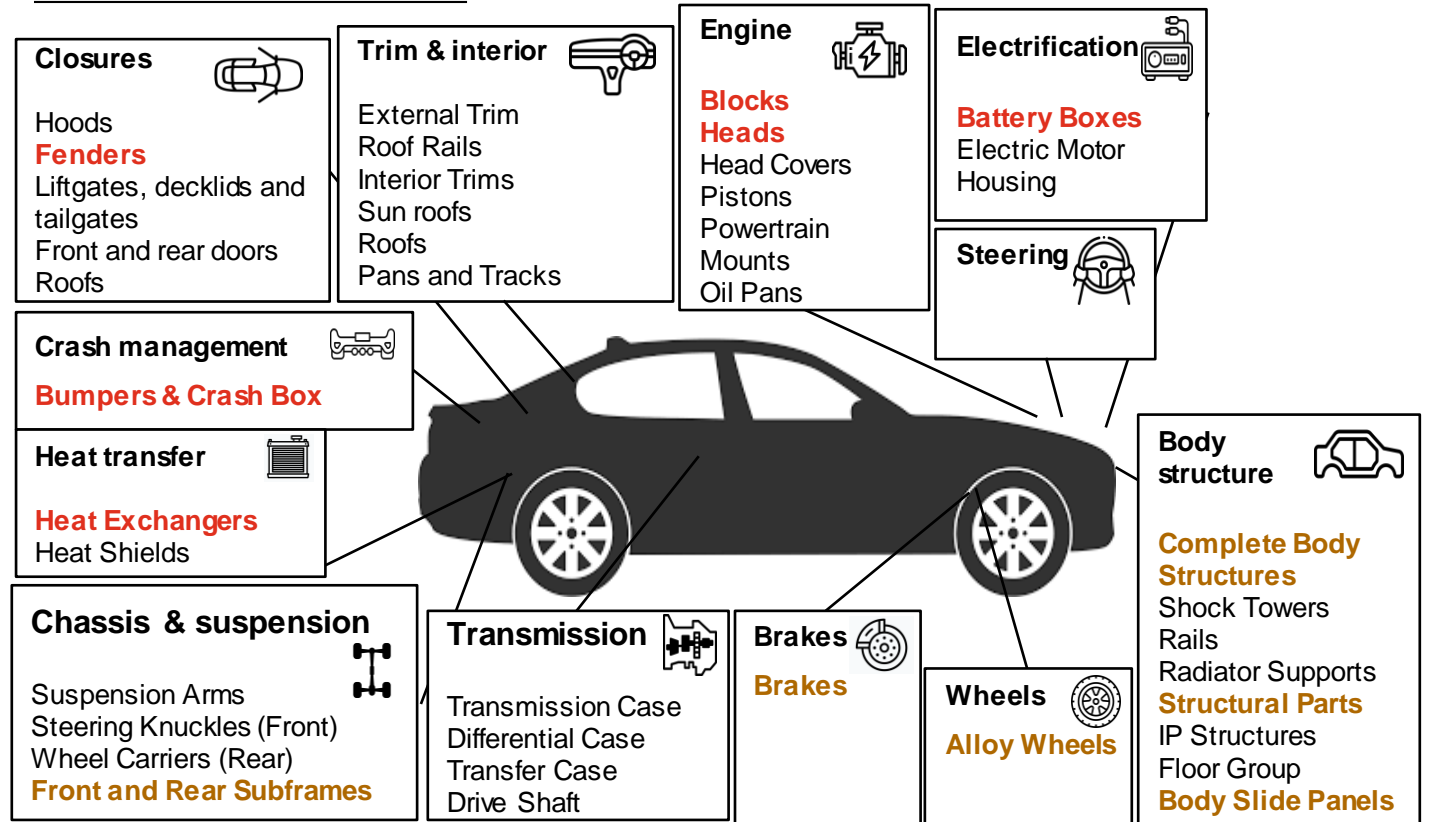 Closures
Hoods
Fenders
Liftgates, decklids and
tailgates
Front and rear doors
Roofs
Trim & interior
External Trim
Roof Rails
Interior Trims
Sun roofs
Roofs
Pans and Tracks
Engine
Blocks
Heads
Head Covers
Pistons
Powertrain
Mounts
Oil Pans
Electrification
Battery Boxes
Electric Motor
Housing
Steering
Crash management
Bumpers & Crash Box
Heat transfer
Heat Exchangers
Heat Shields
Chassis & suspension
Suspension Arms
Steering Knuckles (Front)
Wheel Carriers (Rear)
Front and Rear Subframes
Transmission
Transmission Case
Differential Case
Transfer Case
Drive Shaft
Brakes
Brakes
Wheels
Alloy Wheels
Body
structure
Complete Body
Structures
Shock Towers
Rails
Radiator Supports
Structural Parts
IP Structures
Floor Group
Body Slide Panels